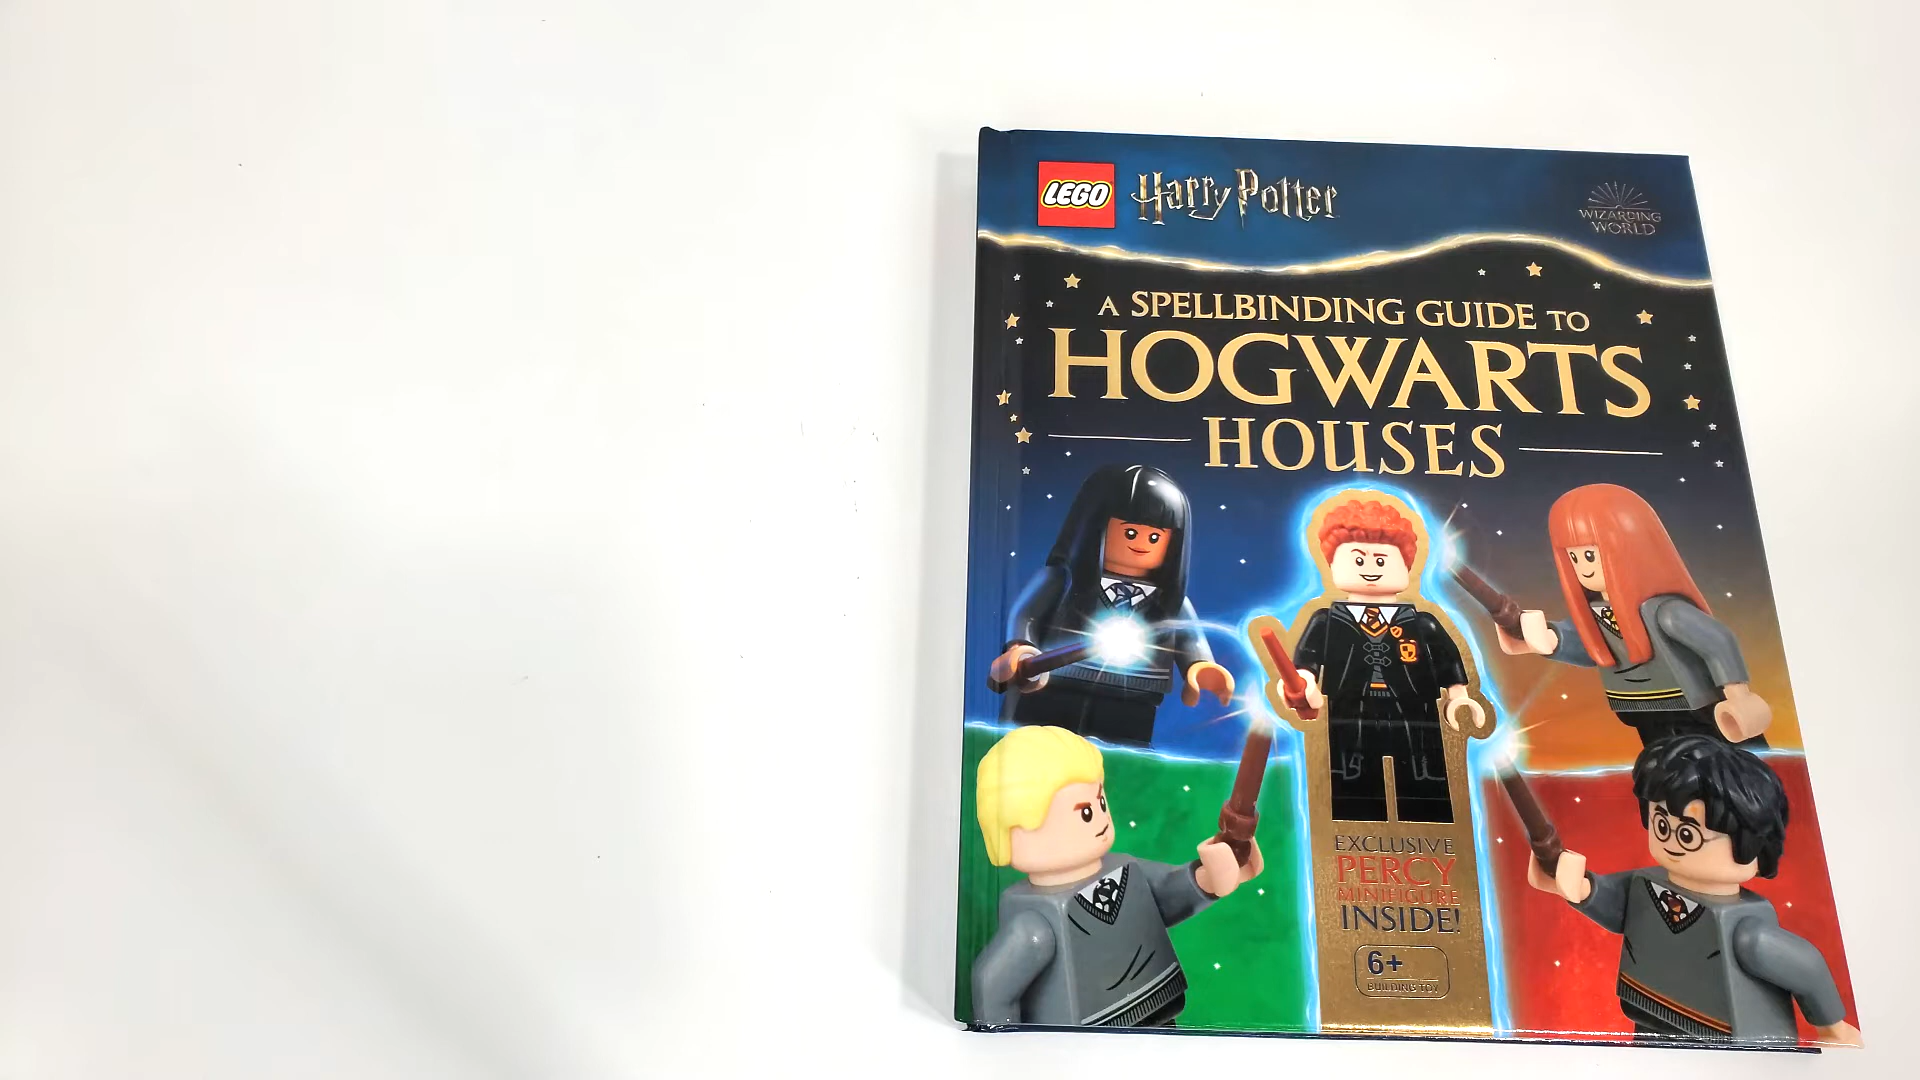 LEGO Harry Potter
WIZARDING
WORLD
A SPELLBINDING GUIDE TO
HOGWARTS
HOUSES
EXCLUSIVE
PERCY
MINIFIGURE
INSIDE!
6+
BUILDING TOY